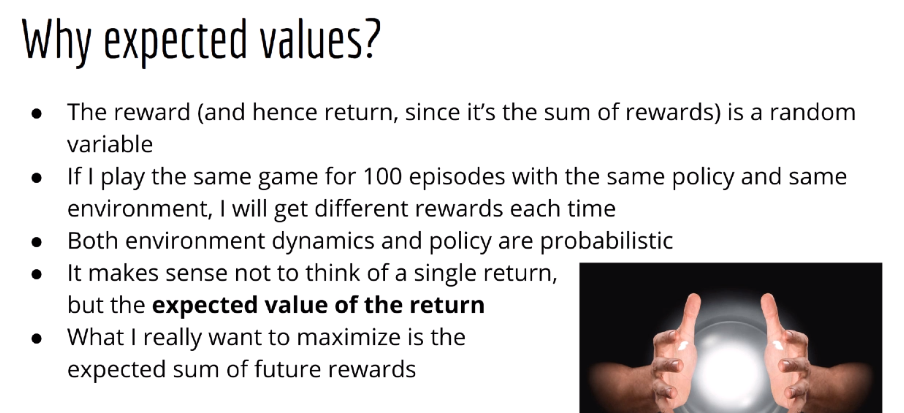 Why expected values?
● The reward (and hence return, since it’s the sum of rewards) is a random
variable
● If I play the same game for 100 episodes with the same policy and same
environment, I will get different rewards each time
● Both environment dynamics and policy are probabilistic
● It makes sense not to think of a single return,
but the expected value of the return
● What I really want to maximize is the
expected sum of future rewards